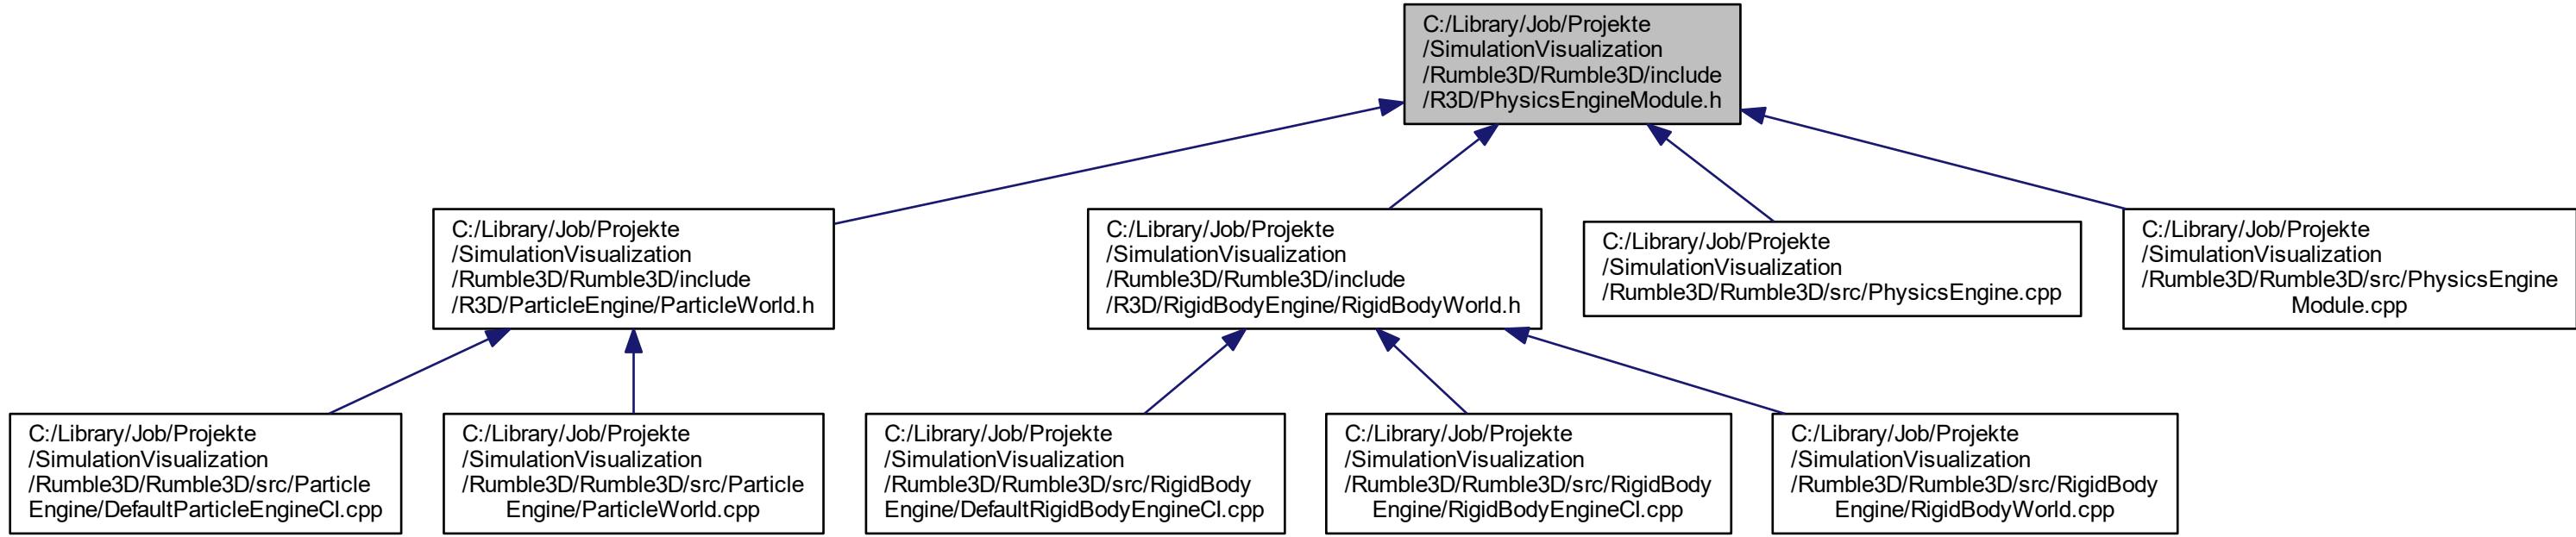 C:/Library/Job/Projekte
/SimulationVisualization
/Rumble3D/Rumble3D/include
/R3D/PhysicsEngineModule.h
C:/Library/Job/Projekte
/SimulationVisualization
/Rumble3D/Rumble3D/include
/R3D/ParticleEngine/ParticleWorld.h
C:/Library/Job/Projekte
/SimulationVisualization
/Rumble3D/Rumble3D/include
/R3D/RigidBodyEngine/RigidBodyWorld.h
C:/Library/Job/Projekte
/SimulationVisualization
/Rumble3D/Rumble3D/src/PhysicsEngine.cpp
C:/Library/Job/Projekte
/SimulationVisualization
/Rumble3D/Rumble3D/src/PhysicsEngine
Module.cpp
C:/Library/Job/Projekte
/SimulationVisualization
/Rumble3D/Rumble3D/src/Particle
Engine/DefaultParticleEngineCI.cpp
C:/Library/Job/Projekte
/SimulationVisualization
/Rumble3D/Rumble3D/src/Particle
Engine/ParticleWorld.cpp
C:/Library/Job/Projekte
/SimulationVisualization
/Rumble3D/Rumble3D/src/RigidBody
Engine/DefaultRigidBodyEngineCI.cpp
C:/Library/Job/Projekte
/SimulationVisualization
/Rumble3D/Rumble3D/src/RigidBody
Engine/RigidBodyEngineCI.cpp
C:/Library/Job/Projekte
/SimulationVisualization
/Rumble3D/Rumble3D/src/RigidBody
Engine/RigidBodyWorld.cpp